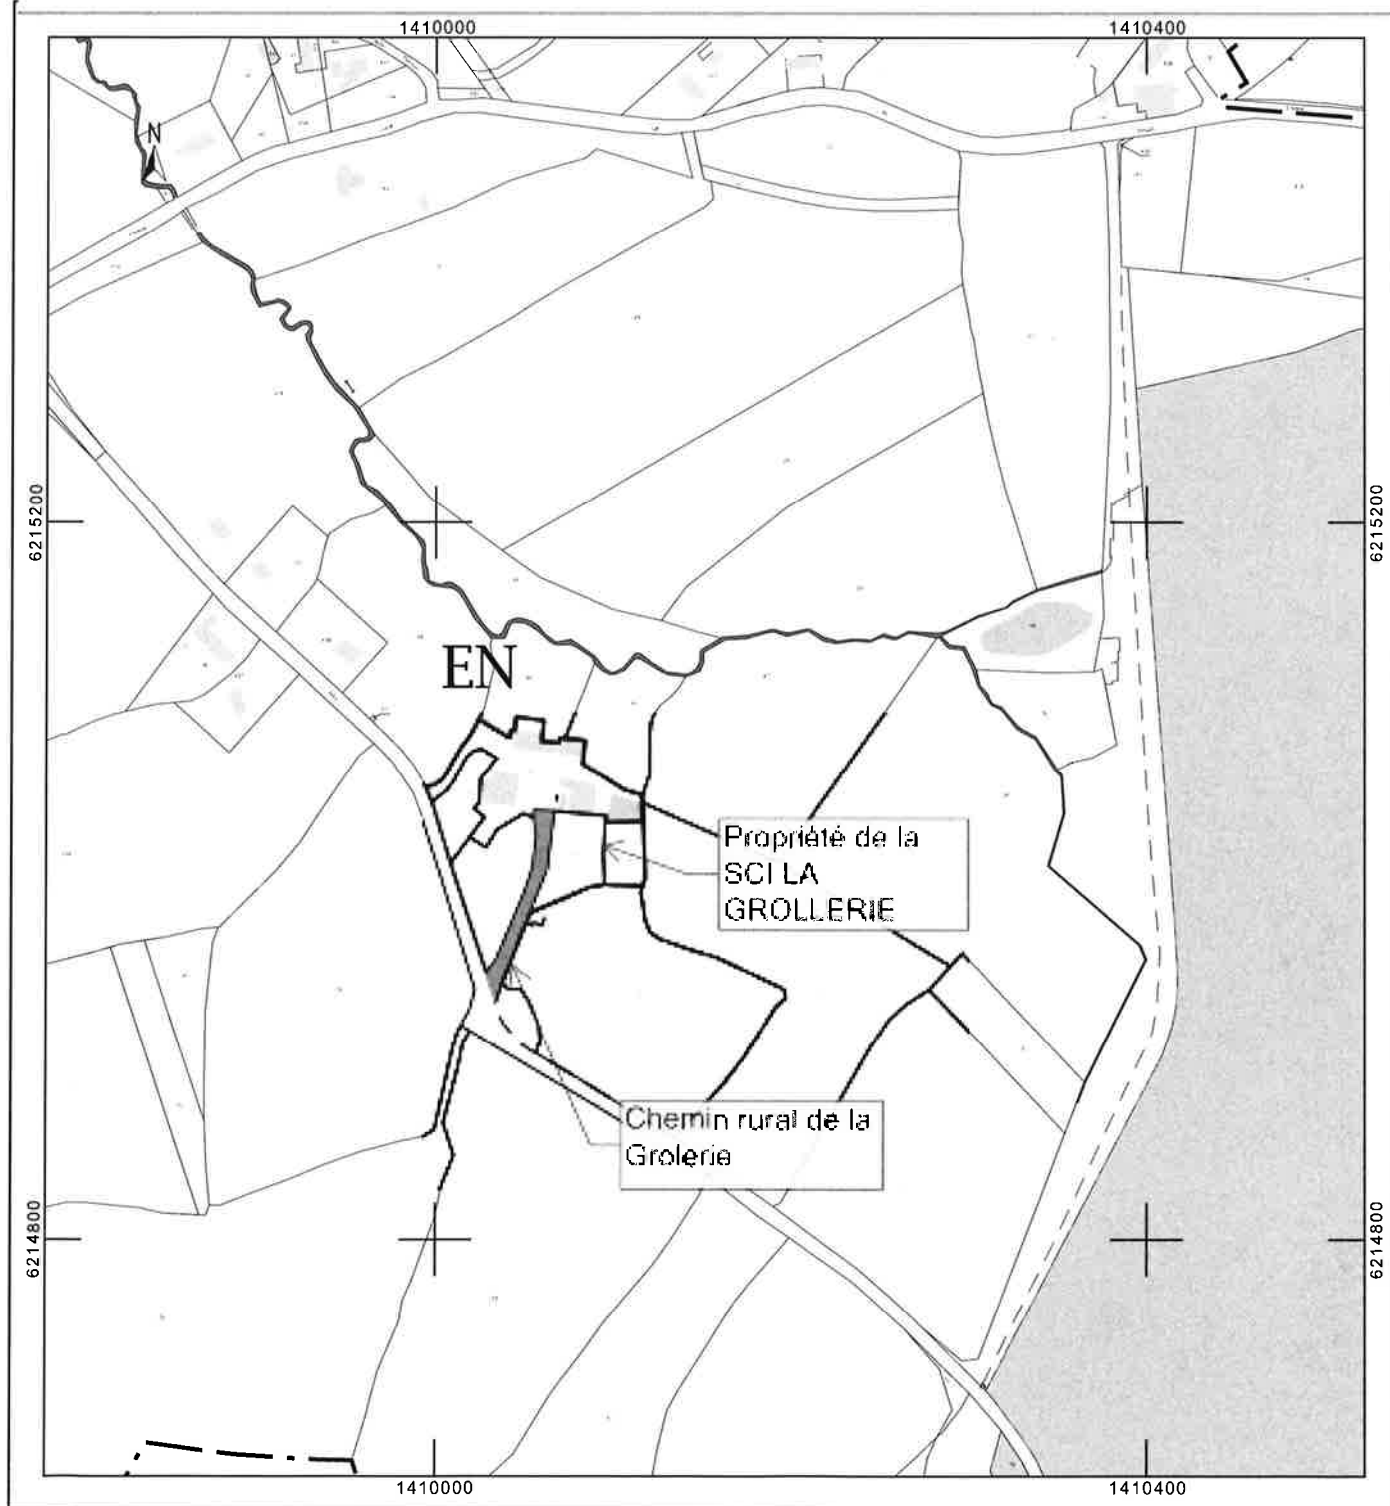 1410000
1410400
N
6215200
6215200
EN
Propriété de la
SCI LA
GROLLERIE
Chemin rural de la
Grolerie
6214800
6214800
1410000
1410400